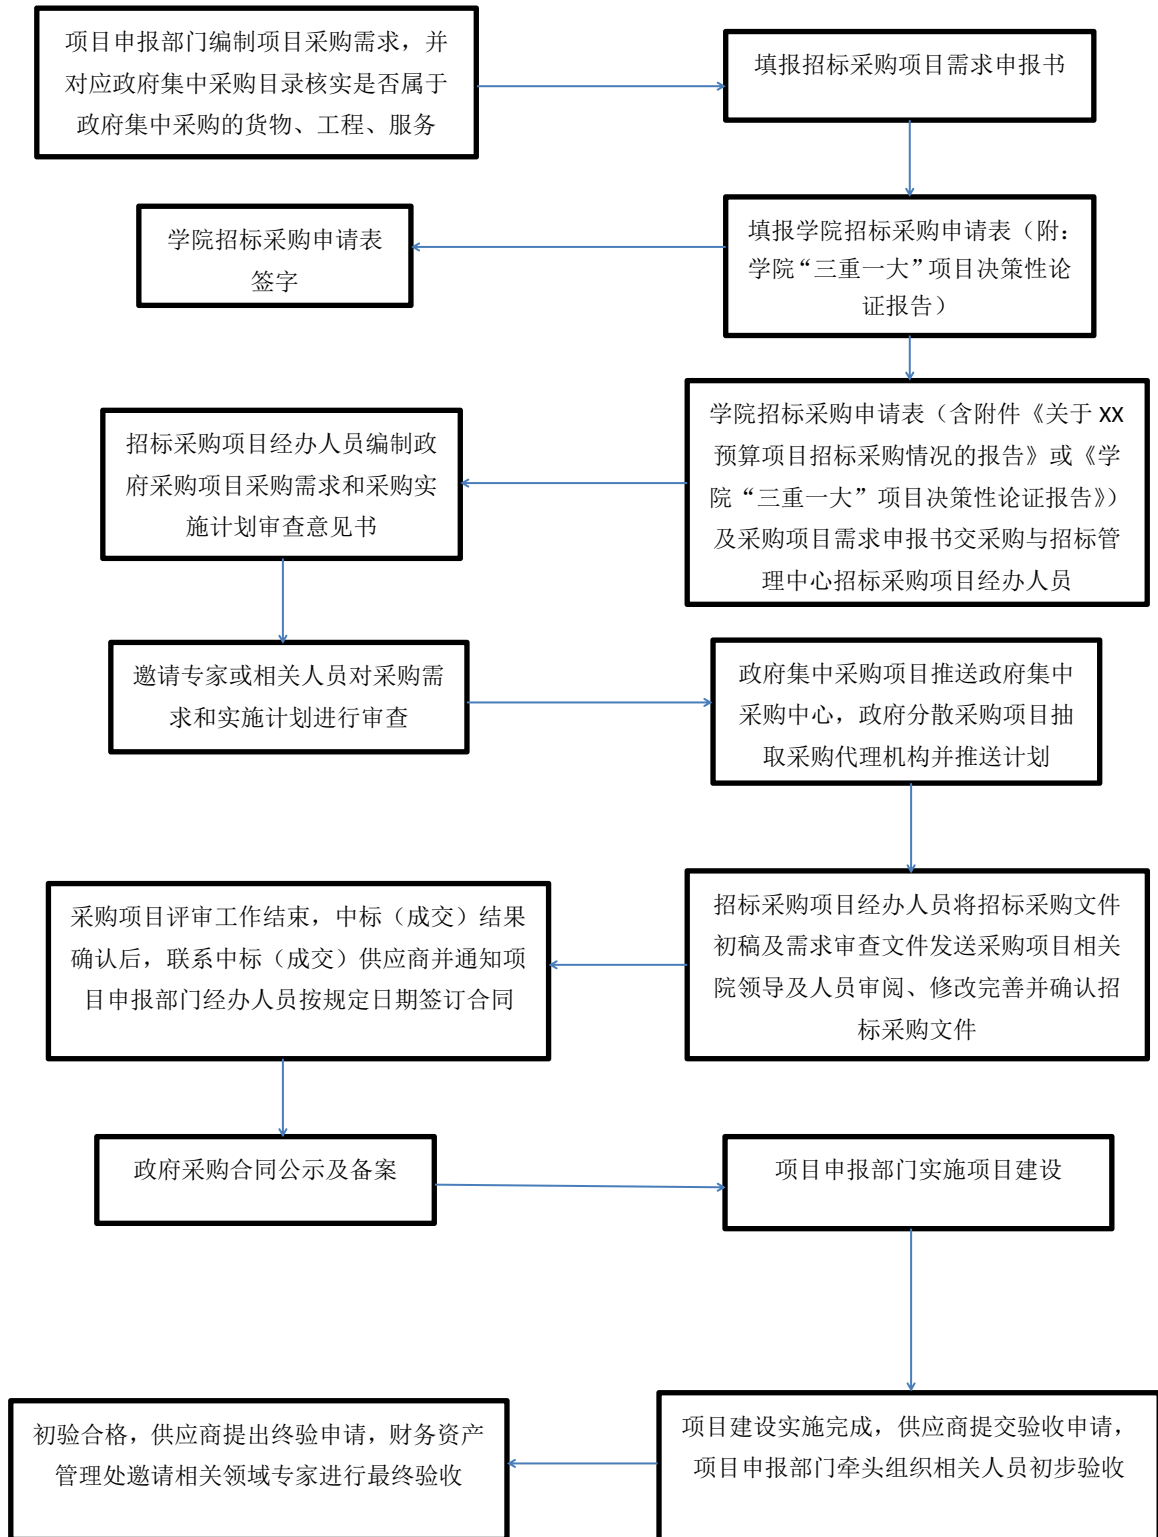 项目申报部门编制项目采购需求，并
对应政府集中采购目录核实是否属于
政府集中采购的货物、工程、服务
填报招标采购项目需求申报书
填报学院招标采购申请表（附：
学院“三重一大”项目决策性论
证报告）
学院招标采购申请表
签字
学院招标采购申请表（含附件《关于 XX
预算项目招标采购情况的报告》或《学
院“三重一大”项目决策性论证报告》）
及采购项目需求申报书交采购与招标管
理中心招标采购项目经办人员
招标采购项目经办人员编制政
府采购项目采购需求和采购实
施计划审查意见书
邀请专家或相关人员对采购需
求和实施计划进行审查
政府集中采购项目推送政府集中
采购中心，政府分散采购项目抽
取采购代理机构并推送计划
招标采购项目经办人员将招标采购文件
初稿及需求审查文件发送采购项目相关
院领导及人员审阅、修改完善并确认招
标采购文件
采购项目评审工作结束，中标（成交）结果
确认后，联系中标（成交）供应商并通知项
目申报部门经办人员按规定日期签订合同
政府采购合同公示及备案
项目申报部门实施项目建设
项目建设实施完成，供应商提交验收申请，
项目申报部门牵头组织相关人员初步验收
初验合格，供应商提出终验申请，财务资产
管理处邀请相关领域专家进行最终验收